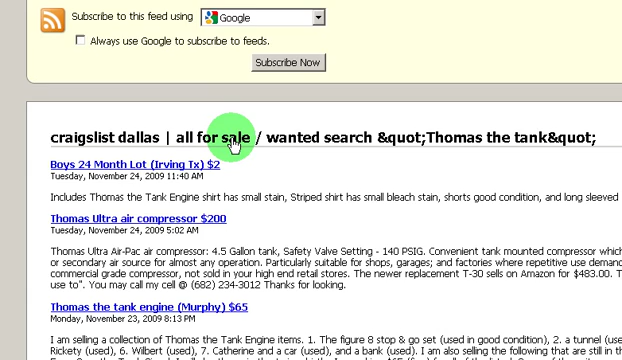 Subscribe to this feed using Google
Always use Google to subscribe to feeds.
Subscribe Now
craigslist dallas | all for sale / wanted search &quot;Thomas the tank&quot;
Boys 24 Month Lot (Irving Tx) $2
Tuesday, November 24, 2009 11:40 AM
Includes Thomas the Tank Engine shirt has small stain, Striped shirt has small bleach stain, shorts good condition, and long sleeved
Thomas Ultra air compressor $200
Tuesday, November 24, 2009 5:02 AM
Thomas Ultra Air-Pac air compressor: 4.5 Gallon tank, Safety Valve Setting - 140 PSIG. Convenient tank mounted compressor whic
or secondary air source for almost any operation. Particularly suitable for shops, garages; and factories where repetitive use deman
commercial grade compressor, not sold in your high end retail stores. The newer replacement T-30 sells on Amazon for $483.00. T
use to". You may call my cell @ (682) 234-3012 Thanks for looking.
Thomas the tank engine (Murphy) $65
Monday, November 23, 2009 8:13 PM
I am selling a collection of Thomas the Tank Engine items. 1. The figure 8 stop & go set (used in good condition), 2. a tunnel (use
Rickety (used), 6. Wilbert (used), 7. Catherine and a car (used), and a bank (used). I am also selling the following that are still in th